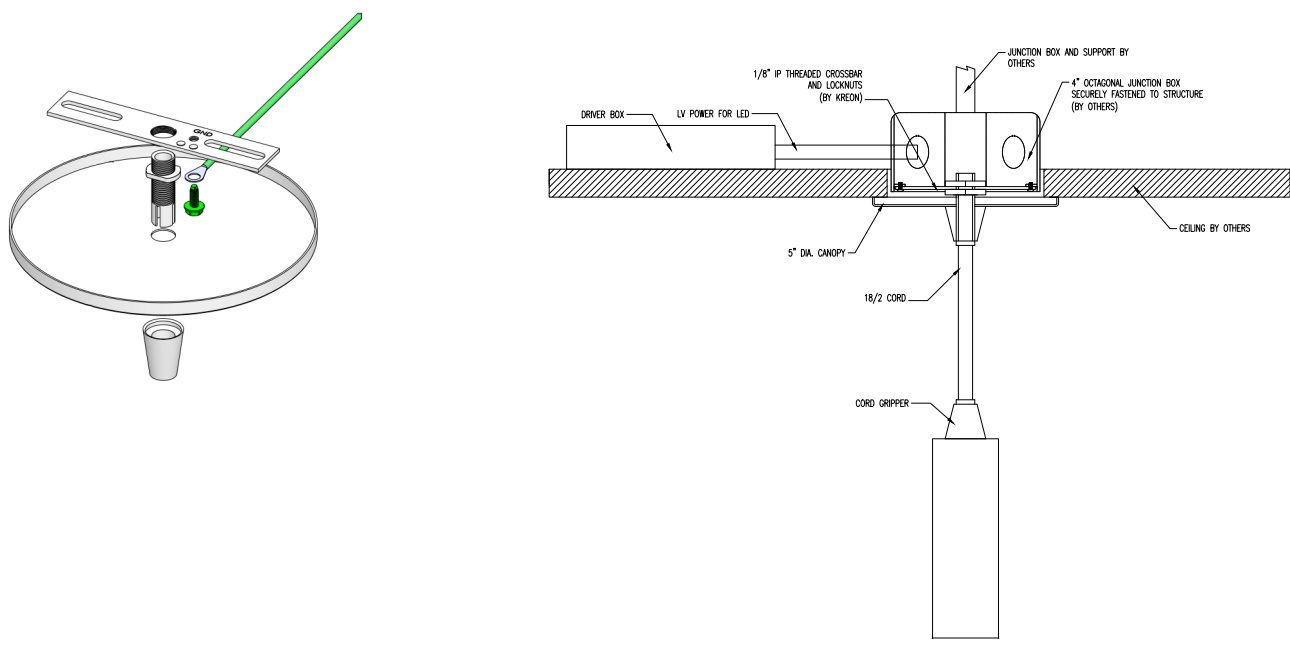 GND
JUNCTION BOX AND SUPPORT BY
OTHERS
1/8" IP THREADED CROSSBAR
AND LOCKNUTS
(BY KREON)
4" OCTAGONAL JUNCTION BOX
SECURELY FASTENED TO STRUCTURE
(BY OTHERS)
DRIVER BOX
LV POWER FOR LED
CEILING BY OTHERS
5" DIA. CANOPY
18/2 CORD
CORD GRIPPER